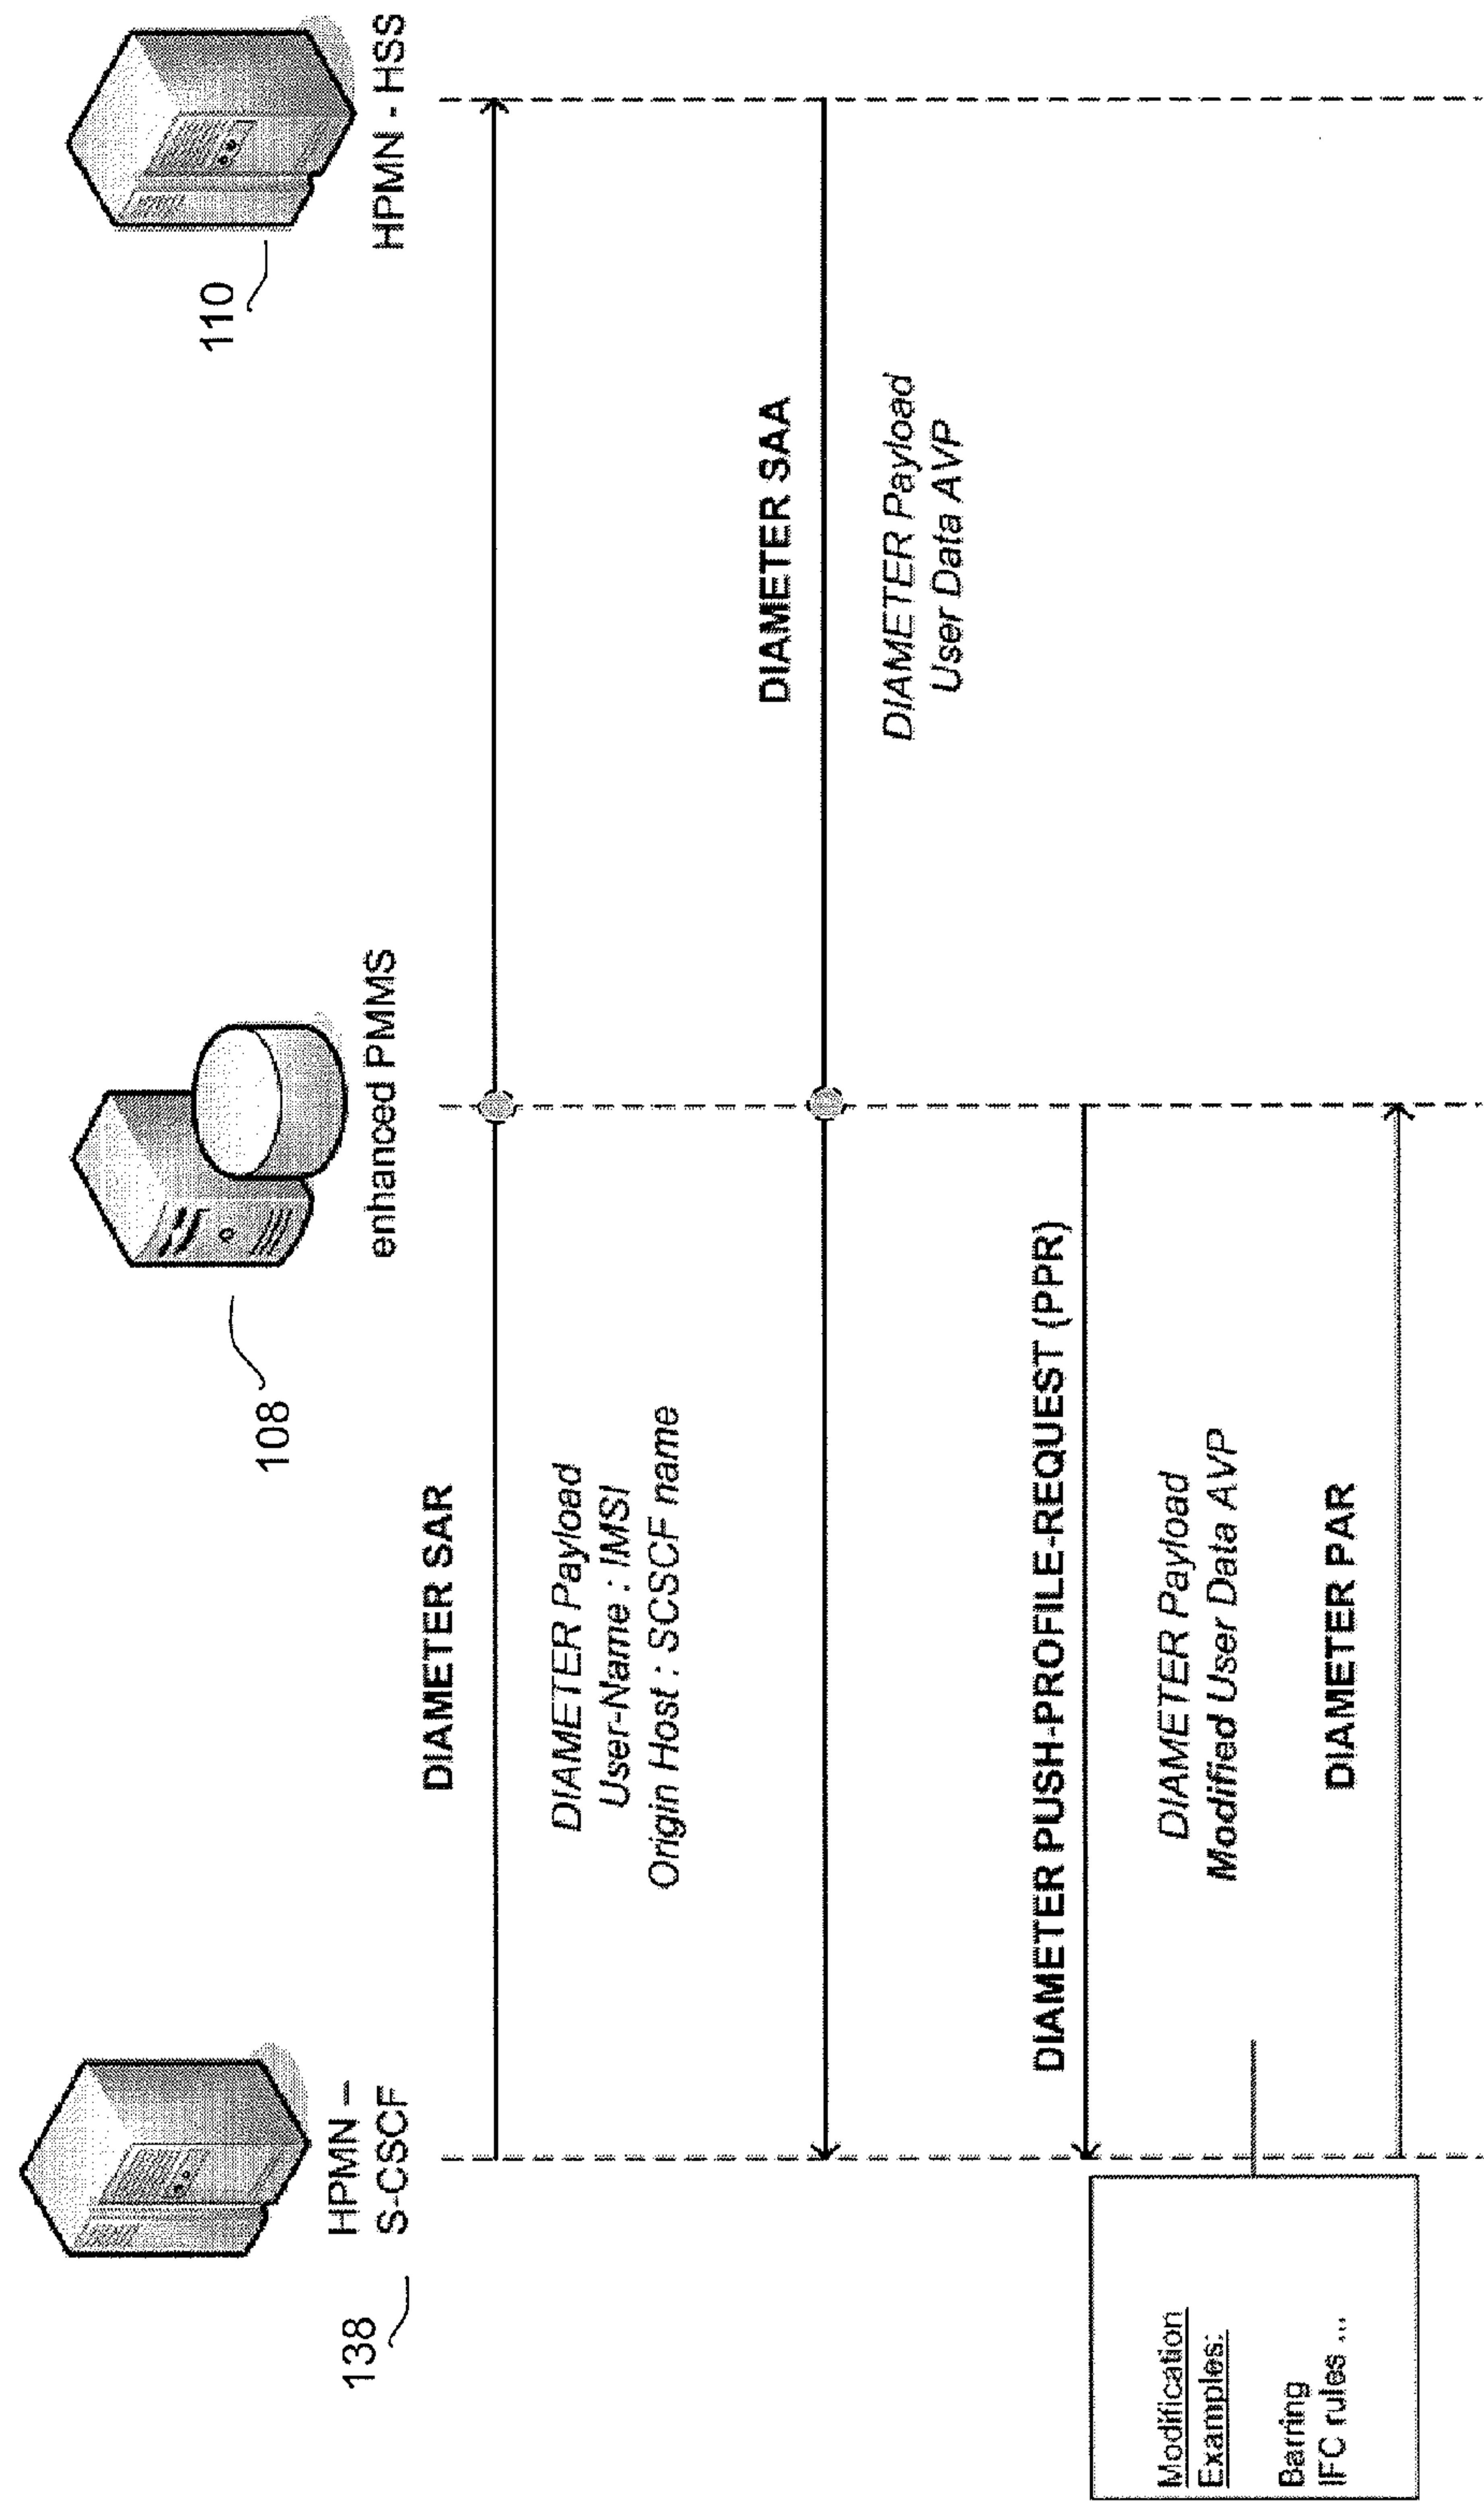 138
HPMN –
S-CSCF
108
enhanced PMMS
110
HPMN - HSS
DIAMETER SAR
DIAMETER Payload
User-Name : IMSI
Origin Host : SCSCF name
DIAMETER SAA
DIAMETER Payload
User Data AVP
DIAMETER PUSH-PROFILE-REQUEST (PPR)
DIAMETER Payload
Modified User Data AVP
DIAMETER PAR
Modification
Examples:
Barring
IFC rules ...